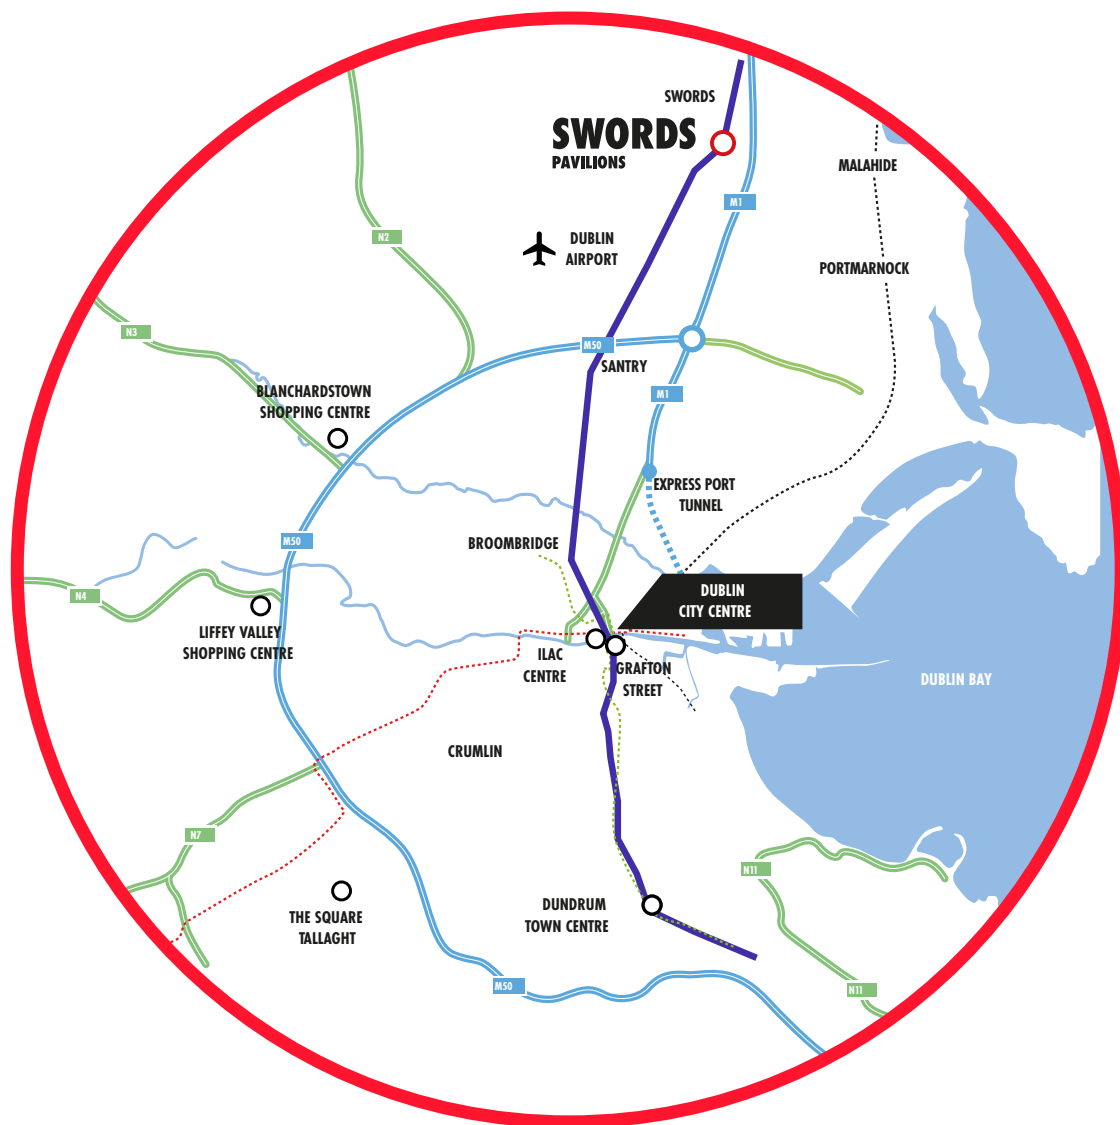 SWORDS
SWORDS
PAVILIONS
MALAHIDE
M1
N2
DUBLIN
AIRPORT
PORTMARNOCK
N3
M50
SANTRY
BLANCHARDSTOWN
SHOPPING CENTRE
M1
EXPRESS PORT
TUNNEL
M50
BROOMBRIDGE
N4
DUBLIN
CITY CENTRE
LIFFEY VALLEY
SHOPPING CENTRE
ILAC
CENTRE
GRAFTON
STREET
DUBLIN BAY
CRUMLIN
N7
N11
THE SQUARE
TALLAGHT
DUNDRUM
TOWN CENTRE
M50
N11